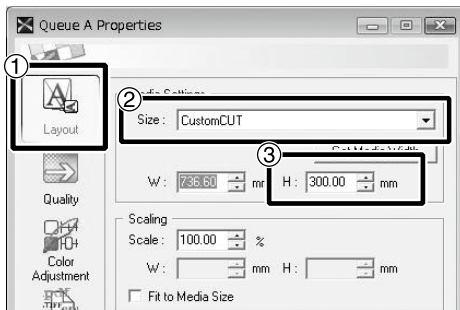 Queue A Properties
①
Layout
Media Settings
②
Size : CustomCUT
Get Media Width
③
W : 736.60 mm H : 300.00 mm
Quality
Scaling
Scale : 100.00 %
Color
Adjustment
W : mm H : mm
Fit to Media Size